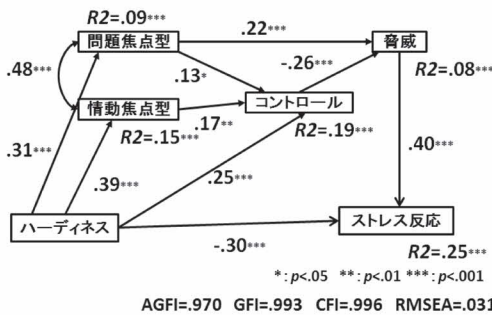 R2=.09***
問題焦点型
.22***
脅威
.48***
.13*
-.26***
R2=.08***
情動焦点型
.17**
コントロール
R2=.15***
R2=.19***
.31***
.39***
.25***
.40***
ハーディネス
ストレス反応
-.30***
R2=.25***
*:p<.05 **:p<.01 ***:p<.001
AGFI=.970 GFI=.993 CFI=.996 RMSEA=.031